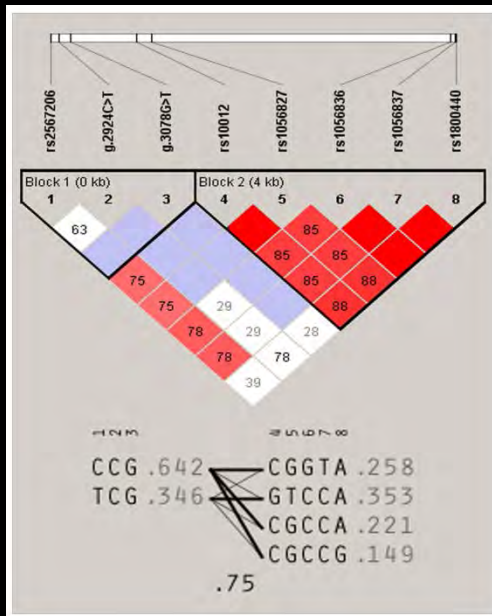 rs2567206
g.2924C>T
g.3078G>T
rs10012
rs1056827
rs1056836
rs1056837
rs1800440
Block 1 (0 kb) Block 2 (4 kb)
1 2 3 4 5 6 7 8
63 85
85 85
75 85 88
75 29 88
78 29 28
78 78
39
1 2 3 4 5 6 7 8
CCG .642 CGGTA .258
TCG .346 GTCCA .353
CGCCA .221
CGCCG .149
.75